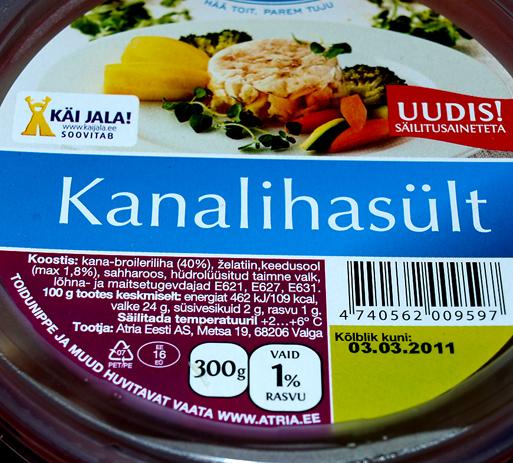 HÄÄ TOIT, PAREM TUJU
KÄI JALA!
www.kaijala.ee
SOOVITAB
UUDIS!
SÄILITUSAINETETA
Kanalihasült
Koostis: kana-broileriliha (40%), želatiin,keedusool
(max 1,8%), sahharoos, hüdrolüüsitud taimne valk,
lõhna- ja maitsetugevdajad E621, E627, E631.
100 g tootes keskmiselt: energiat 462 kJ/109 kcal,
valke 24 g, süsivesikuid 2 g, rasvu 1 g.
Säilitada temperatuuril +2...+6° C
Tootja: Atria Eesti AS, Metsa 19, 68206 Valga
4 740562 009597
Kõlblik kuni:
03.03.2011
07
PET/PE
EE
16
EÜ
300g
VAID
1%
RASVU
TOIDUNIPPE JA MUUD HUVITAVAT VAATA WWW.ATRIA.EE